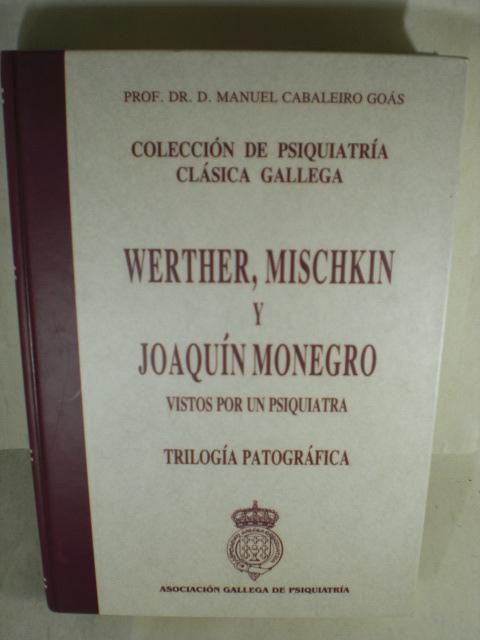 PROF. DR. D. MANUEL CABALEIRO GOÁS
COLECCIÓN DE PSIQUIATRÍA
CLÁSICA GALLEGA
WERTHER, MISCHKIN
Y
JOAQUÍN MONEGRO
VISTOS POR UN PSIQUIATRA
TRILOGÍA PATOGRÁFICA
ASOCIACIÓN GALLEGA DE PSIQUIATRÍA